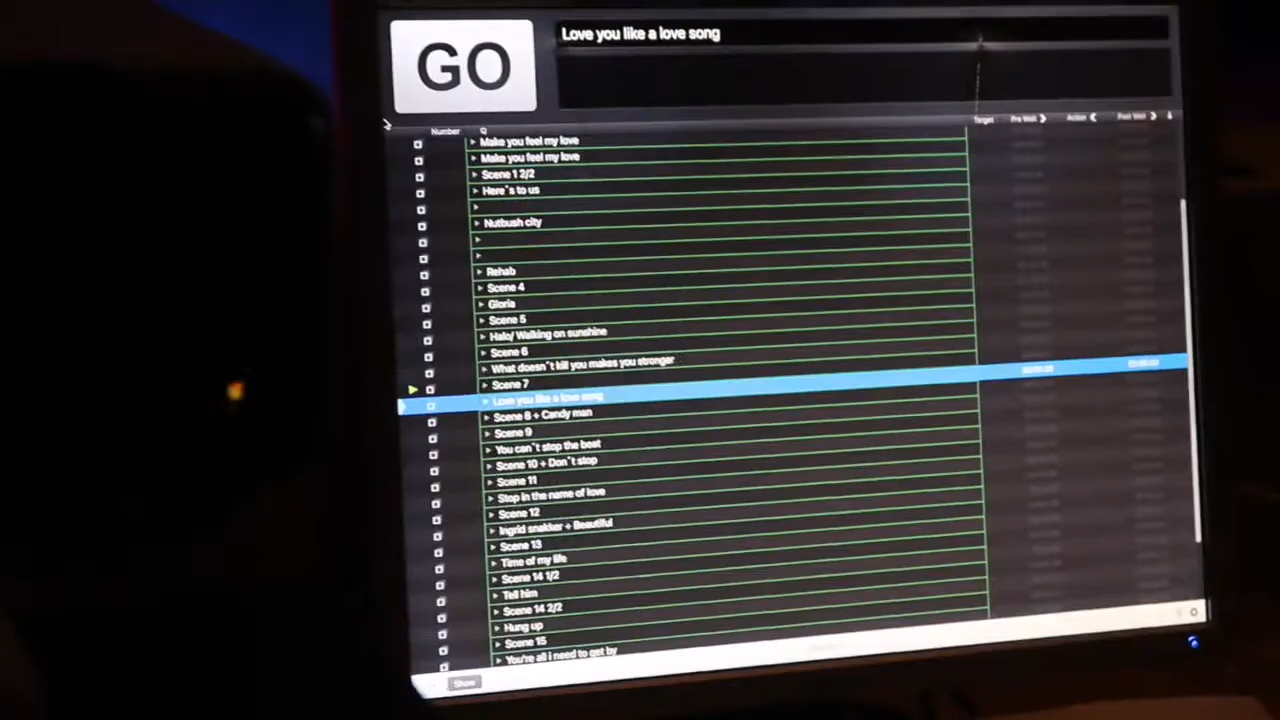 GO
Love you like a love song
Number Q Target Pre Wait Action Post Wait
Make you feel my love
Make you feel my love
Scene 1 2/2
Here´s to us
Nutbush city
Rehab
Scene 4
Gloria
Scene 5
Halo/ Walking on sunshine
Scene 6
What doesn´t kill you makes you stronger
Scene 7
Love you like a love song
Scene 8 + Candy man
Scene 9
You can´t stop the beat
Scene 10 + Don´t stop
Scene 11
Stop in the name of love
Scene 12
Ingrid snakker + Beautiful
Scene 13
Time of my life
Scene 14 1/2
Tell him
Scene 14 2/2
Hung up
Scene 15
You're all i need to get by
Show